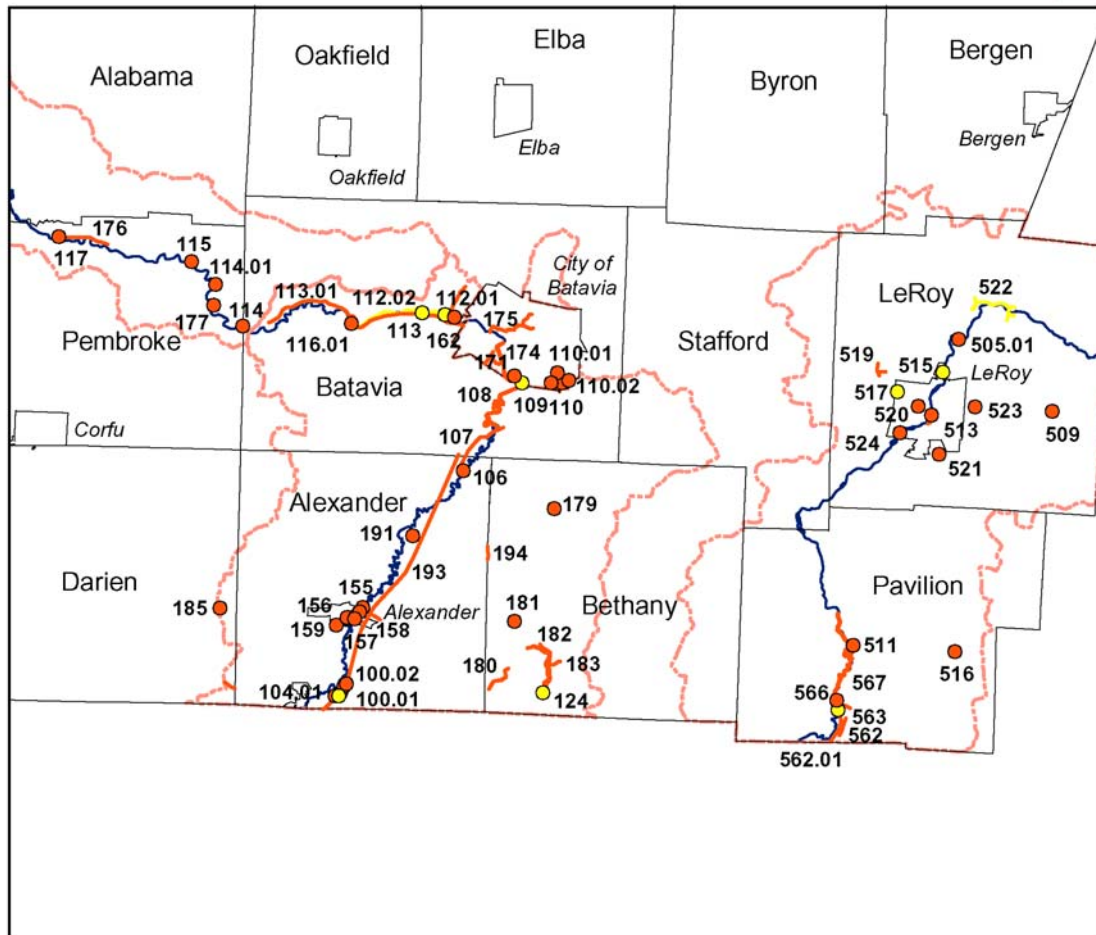 Elba
Oakfield
Bergen
Alabama
Byron
Bergen
Elba
Oakfield
City of
Batavia
176
115
117
114.01
113.01
112.02
112.01
522
LeRoy
114
175
177
113
162
505.01
Pembroke
116.01
Stafford
174
110.01
519
515
LeRoy
171
Batavia
517
110.02
108
109
110
520
523
Corfu
513
509
524
107
521
106
Alexander
179
191
194
193
Pavilion
Darien
155
185
156
Alexander
Bethany
181
159
158
157
182
511
516
180
183
100.02
567
104.01
124
566
100.01
563
562
562.01